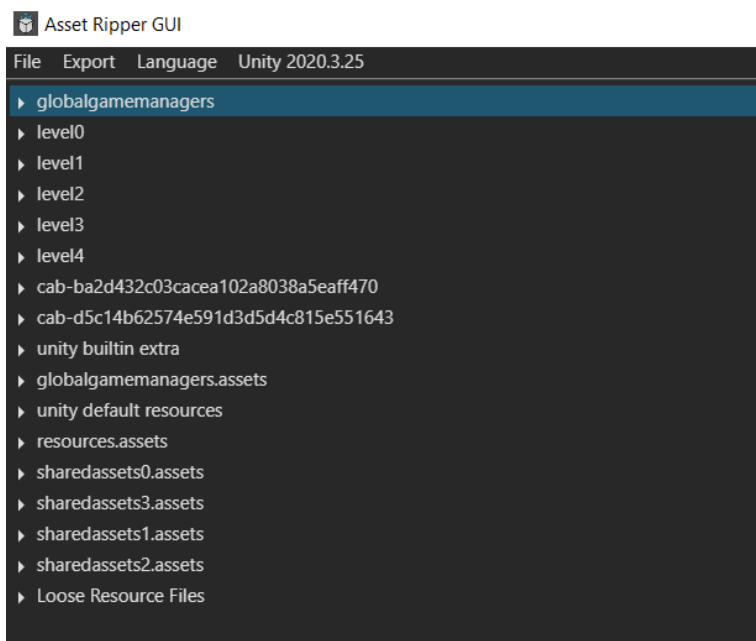 Asset Ripper GUI
File Export Language Unity 2020.3.25
globalgamemanagers
level0
level1
level2
level3
level4
cab-ba2d432c03cacea102a8038a5eaff470
cab-d5c14b62574e591d3d5d4c815e551643
unity builtin extra
globalgamemanagers.assets
unity default resources
resources.assets
sharedassets0.assets
sharedassets3.assets
sharedassets1.assets
sharedassets2.assets
Loose Resource Files